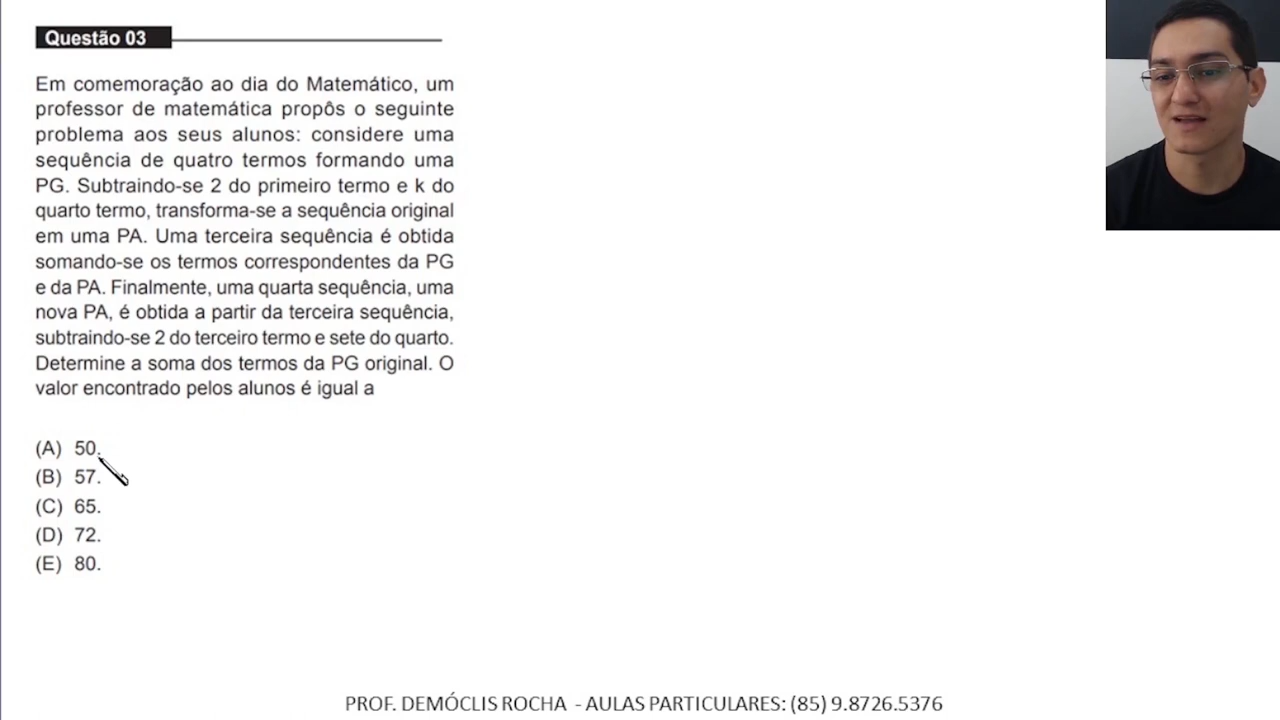 Questão 03
Em comemoração ao dia do Matemático, um
professor de matemática propôs o seguinte
problema aos seus alunos: considere uma
sequência de quatro termos formando uma
PG. Subtraindo-se 2 do primeiro termo e k do
quarto termo, transforma-se a sequência original
em uma PA. Uma terceira sequência é obtida
somando-se os termos correspondentes da PG
e da PA. Finalmente, uma quarta sequência, uma
nova PA, é obtida a partir da terceira sequência,
subtraindo-se 2 do terceiro termo e sete do quarto.
Determine a soma dos termos da PG original. O
valor encontrado pelos alunos é igual a
(A) 50.
(B) 57.
(C) 65.
(D) 72.
(E) 80.
PROF. DEMÓCLIS ROCHA - AULAS PARTICULARES: (85) 9.8726.5376